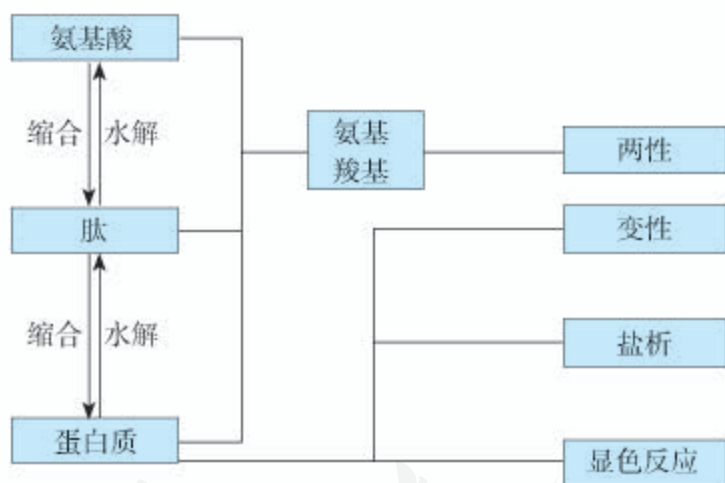 氨基酸
缩合 水解
氨基
羧基
两性
肽
变性
缩合 水解
盐析
蛋白质
显色反应